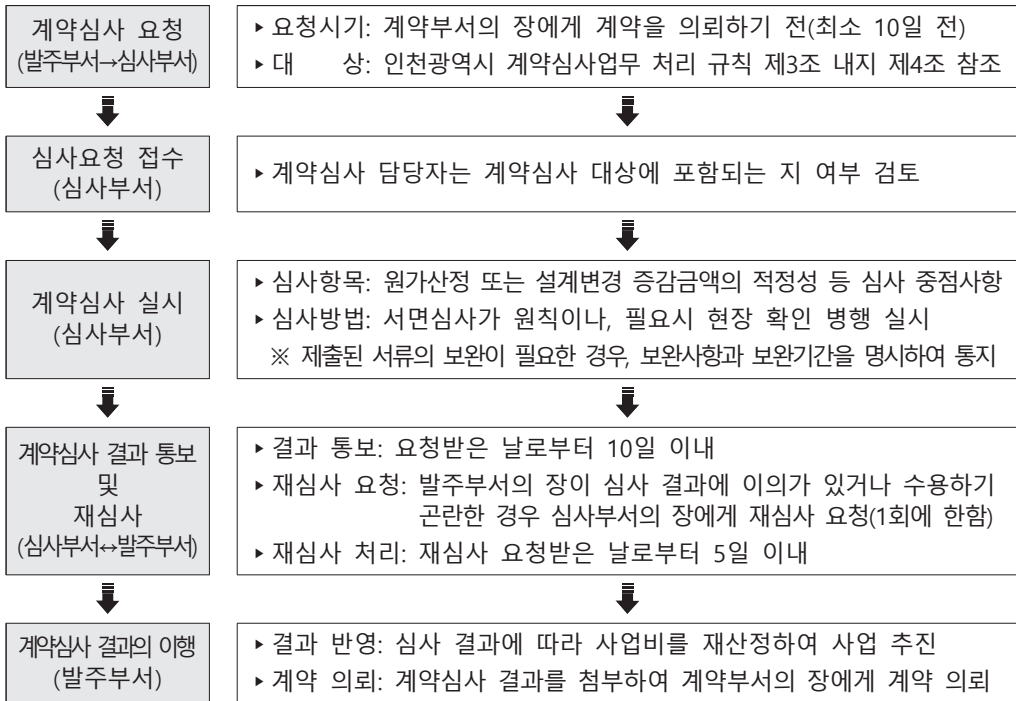 계약심사 요청
(발주부서→심사부서)
▸요청시기: 계약부서의 장에게 계약을 의뢰하기 전(최소 10일 전)
▸대 상: 인천광역시 계약심사업무 처리 규칙 제3조 내지 제4조 참조
심사요청 접수
(심사부서)
▸계약심사 담당자는 계약심사 대상에 포함되는 지 여부 검토
계약심사 실시
(심사부서)
▸심사항목: 원가산정 또는 설계변경 증감금액의 적정성 등 심사 중점사항
▸심사방법: 서면심사가 원칙이나, 필요시 현장 확인 병행 실시
※ 제출된 서류의 보완이 필요한 경우, 보완사항과 보완기간을 명시하여 통지
계약심사 결과 통보
및
재심사
(심사부서↔발주부서)
▸결과 통보: 요청받은 날로부터 10일 이내
▸재심사 요청: 발주부서의 장이 심사 결과에 이의가 있거나 수용하기
곤란한 경우 심사부서의 장에게 재심사 요청(1회에 한함)
▸재심사 처리: 재심사 요청받은 날로부터 5일 이내
계약심사 결과의 이행
(발주부서)
▸결과 반영: 심사 결과에 따라 사업비를 재산정하여 사업 추진
▸계약 의뢰: 계약심사 결과를 첨부하여 계약부서의 장에게 계약 의뢰